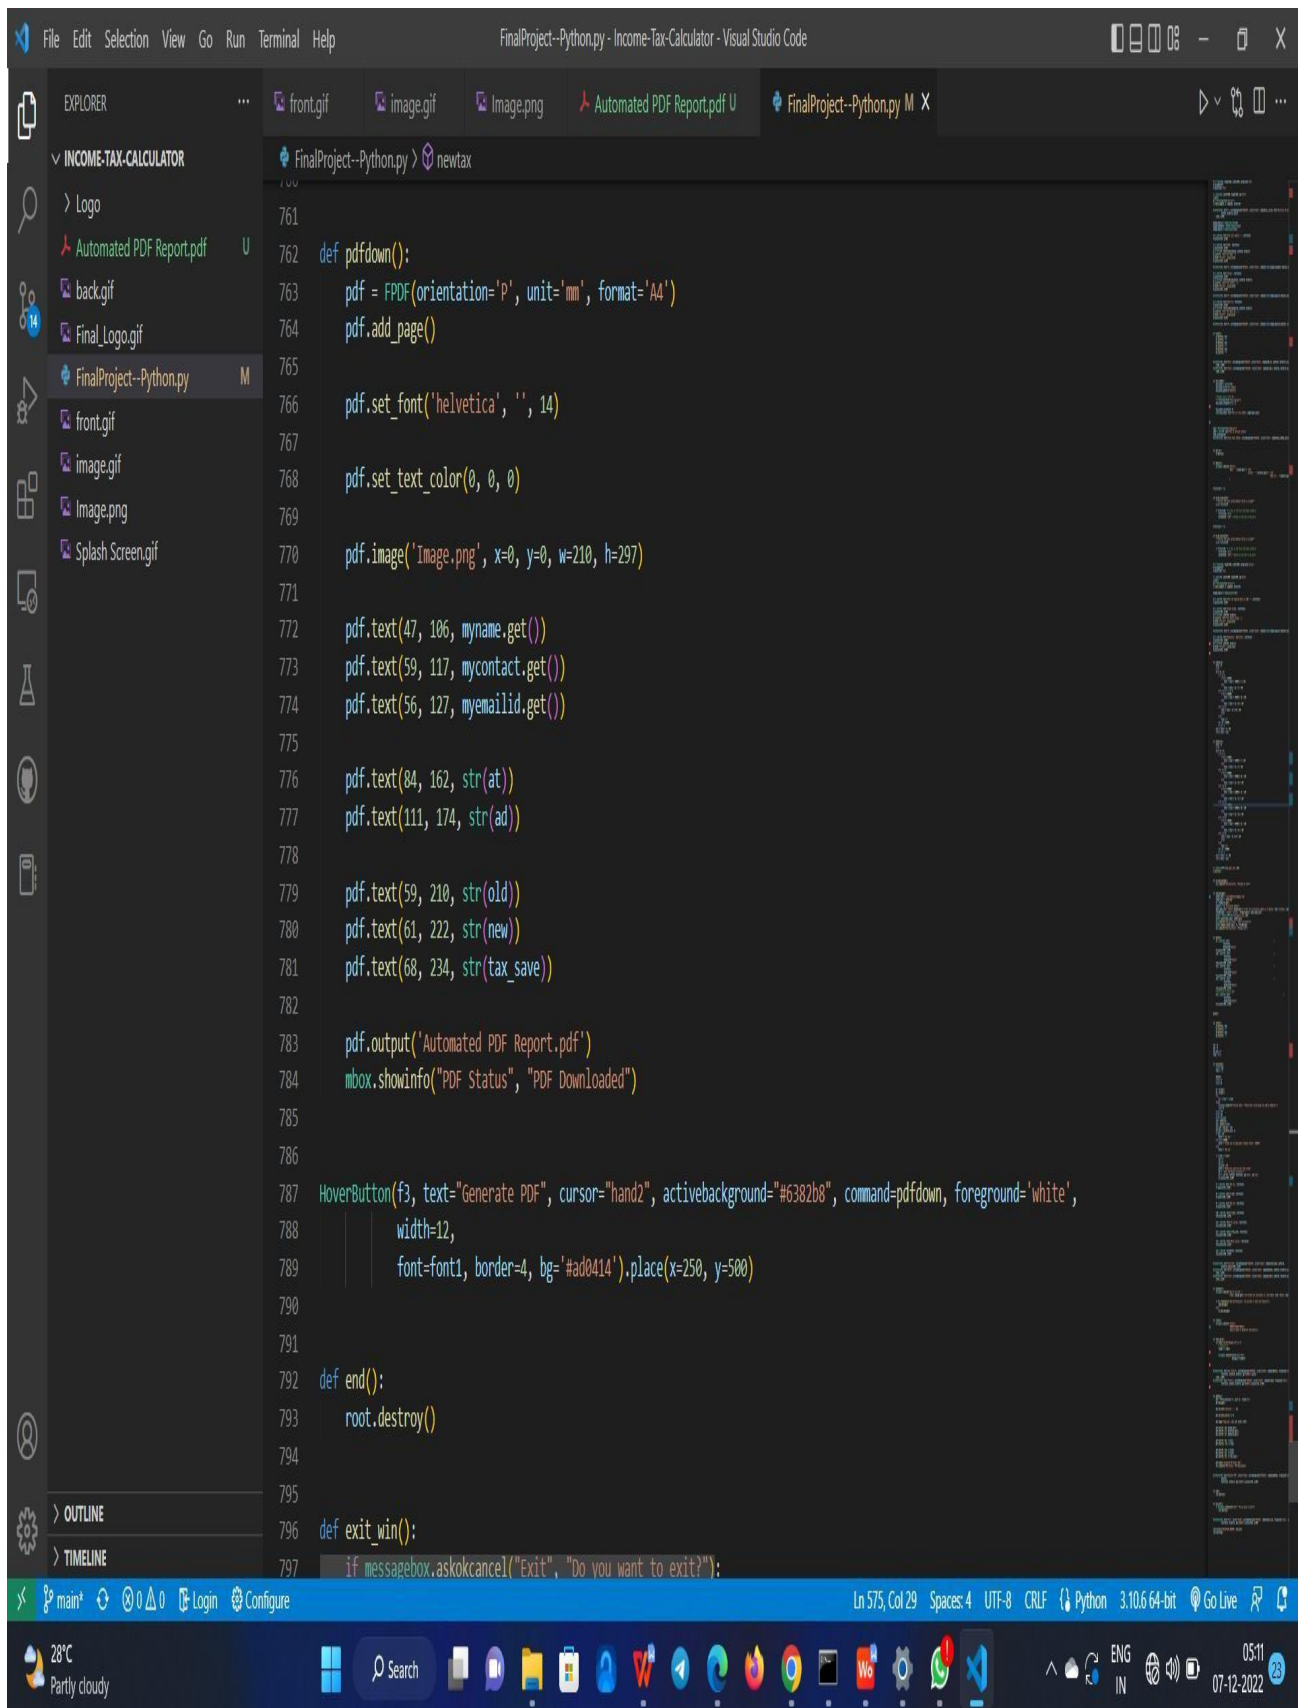 File Edit Selection View Go Run Terminal Help
FinalProject--Python.py - Income-Tax-Calculator - Visual Studio Code
EXPLORER
front.gif image.gif Image.png Automated PDF Report.pdf U FinalProject--Python.py M
INCOME-TAX-CALCULATOR
FinalProject--Python.py > newtax
Logo
Automated PDF Report.pdf U
back.gif
Final_Logo.gif
FinalProject--Python.py M
front.gif
image.gif
Image.png
Splash Screen.gif
14
760
761
762 def pdfdown():
763 pdf = FPDF(orientation='P', unit='mm', format='A4')
764 pdf.add_page()
765
766 pdf.set_font('helvetica', '', 14)
767
768 pdf.set_text_color(0, 0, 0)
769
770 pdf.image('Image.png', x=0, y=0, w=210, h=297)
771
772 pdf.text(47, 106, myname.get())
773 pdf.text(59, 117, mycontact.get())
774 pdf.text(56, 127, myemailid.get())
775
776 pdf.text(84, 162, str(at))
777 pdf.text(111, 174, str(ad))
778
779 pdf.text(59, 210, str(old))
780 pdf.text(61, 222, str(new))
781 pdf.text(68, 234, str(tax_save))
782
783 pdf.output('Automated PDF Report.pdf')
784 mbox.showinfo("PDF Status", "PDF Downloaded")
785
786
787 HoverButton(f3, text="Generate PDF", cursor="hand2", activebackground="#6382b8", command=pdfdown, foreground='white',
788 width=12,
789 font=font1, border=4, bg='#ad0414').place(x=250, y=500)
790
791
792 def end():
793 root.destroy()
794
795
796 def exit_win():
797 if messagebox.askokcancel("Exit", "Do you want to exit?"):
OUTLINE
TIMELINE
main* 0 0 Login Configure
Ln 575, Col 29 Spaces: 4 UTF-8 CRLF Python 3.10.6 64-bit Go Live
28°C
Partly cloudy
Search
ENG
IN
05:11
07-12-2022
23